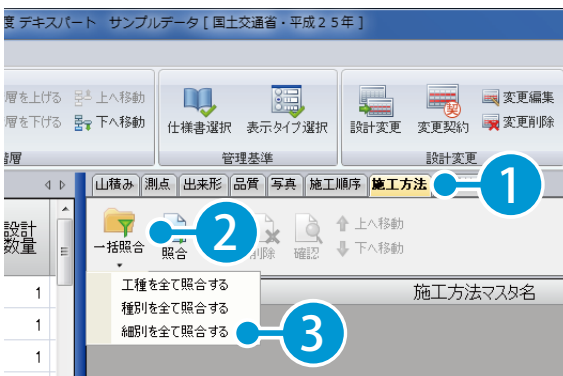 度 デキスパート サンプルデータ [ 国土交通省・平成２５年 ]
層を上げる 上へ移動
層を下げる 下へ移動
仕様書選択 表示タイプ選択 設計変更 変更契約 変更編集
変更削除
階層 管理基準 設計変更
山積み 測点 出来形 品質 写真 施工順序 施工方法
1
設計
数量
一括照合 2 照合 削除 確認 上へ移動
下へ移動
工種を全て照合する
種別を全て照合する
細別を全て照合する
3
施工方法マスタ名
1
1
1